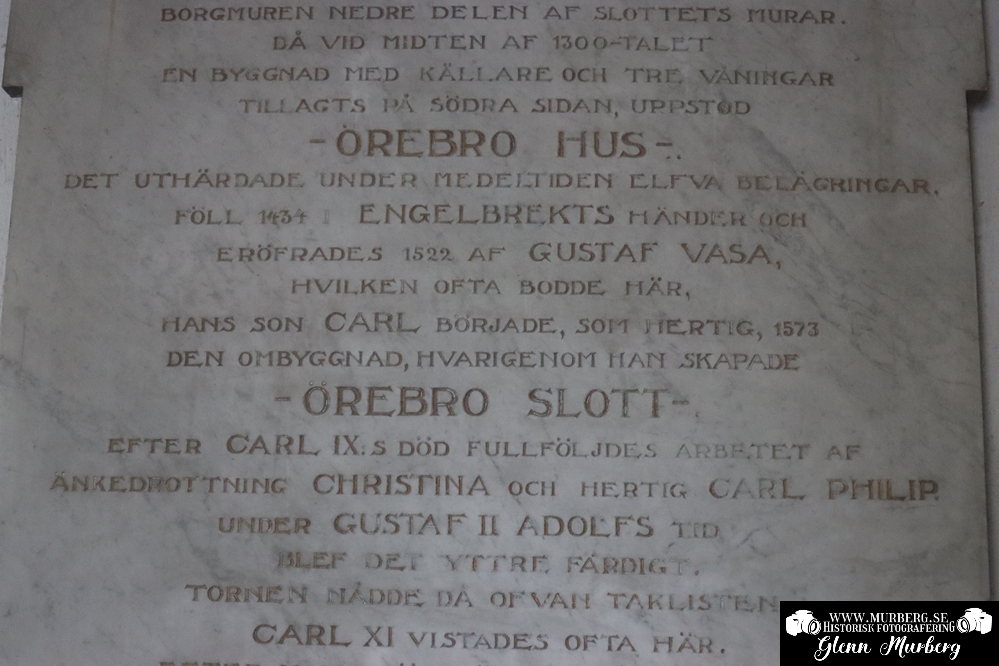 BORGMUREN NEDRE DELEN AF SLOTTETS MURAR.
DÅ VID MIDTEN AF 1300-TALET
EN BYGGNAD MED KÄLLARE OCH TRE VÅNINGAR
TILLAGTS PÅ SÖDRA SIDAN, UPPSTOD
- ÖREBRO HUS -.
DET UTHÄRDADE UNDER MEDELTIDEN ELFVA BELÄGRINGAR,
FÖLL 1434 I ENGELBREKTS HÄNDER OCH
ERÖFRADES 1522 AF GUSTAF VASA,
HVILKEN OFTA BODDE HÄR,
HANS SON CARL BÖRJADE, SOM HERTIG, 1573
DEN OMBYGGNAD, HVARIGENOM HAN SKAPADE
- ÖREBRO SLOTT -.
EFTER CARL IX:S DÖD FULLFÖLJDES ARBETET AF
ÄNKEDROTTNING CHRISTINA OCH HERTIG CARL PHILIP.
UNDER GUSTAF II ADOLFS TID
BLEF DET YTTRE FÄRDIGT.
TORNEN NÅDDE DÅ OFVAN TAKLISTEN
CARL XI VISTADES OFTA HÄR.
WWW.MURBERG.SE
HISTORISK FOTOGRAFERING
Glenn Murberg